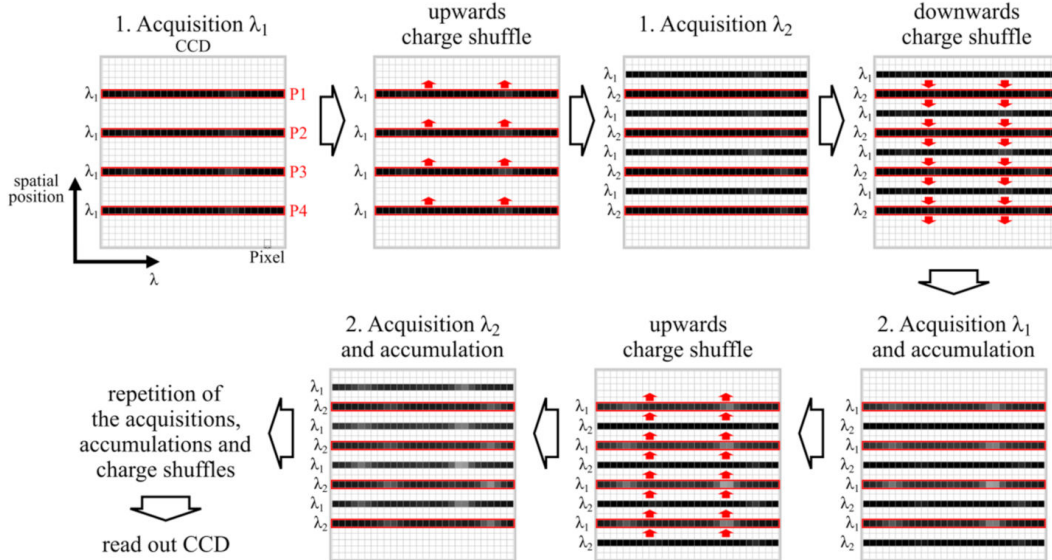 1. Acquisition λ1
CCD
λ1
P1
λ1
P2
λ1
P3
λ1
P4
spatial
position
λ
Pixel
upwards
charge shuffle
λ1
λ1
λ1
λ1
1. Acquisition λ2
λ1
λ2
λ1
λ2
λ1
λ2
λ1
λ2
downwards
charge shuffle
λ1
λ2
λ1
λ2
λ1
λ2
λ1
λ2
2. Acquisition λ1
and accumulation
λ1
λ2
λ1
λ2
λ1
λ2
λ1
λ2
upwards
charge shuffle
λ1
λ2
λ1
λ2
λ1
λ2
λ1
λ2
2. Acquisition λ2
and accumulation
λ1
λ2
λ1
λ2
λ1
λ2
λ1
λ2
repetition of
the acquisitions,
accumulations and
charge shuffles
read out CCD